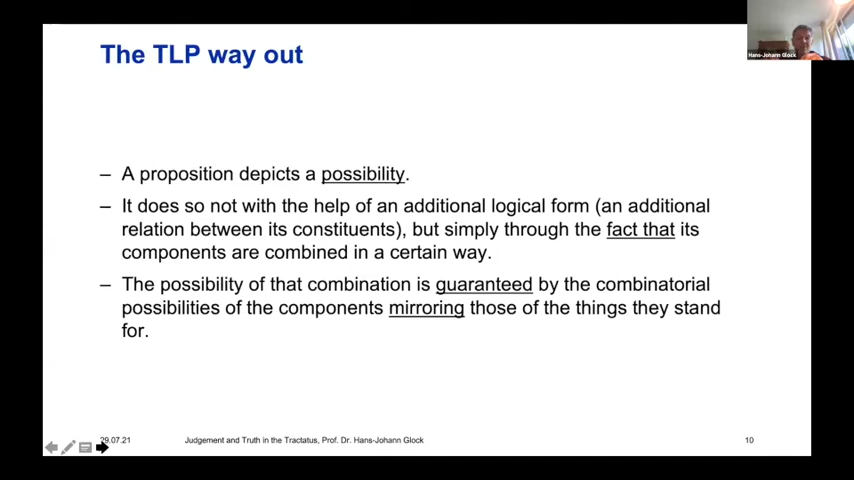 The TLP way out
Hans-Johann Glock
– A proposition depicts a possibility.
– It does so not with the help of an additional logical form (an additional
relation between its constituents), but simply through the fact that its
components are combined in a certain way.
– The possibility of that combination is guaranteed by the combinatorial
possibilities of the components mirroring those of the things they stand
for.
29.07.21
Judgement and Truth in the Tractatus, Prof. Dr. Hans-Johann Glock
10